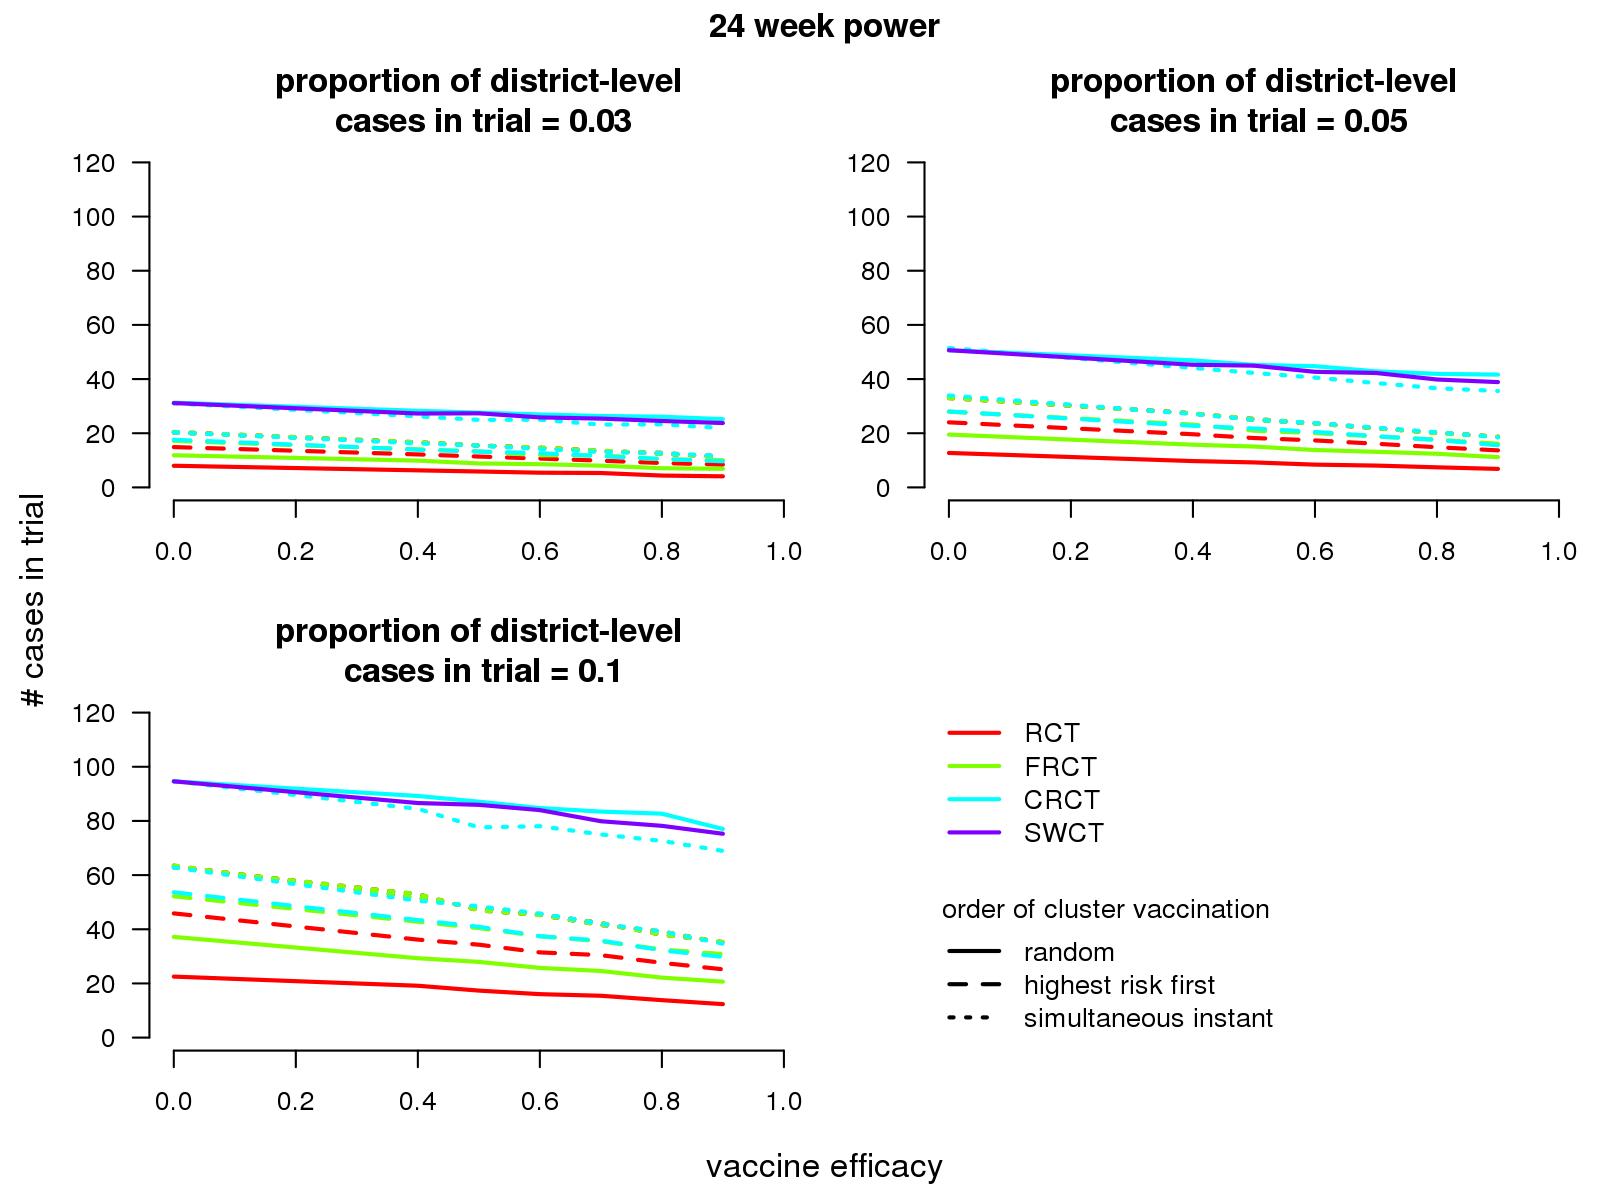 24 week power
proportion of district-level
cases in trial = 0.03
120
100
80
60
40
20
0
0.0 0.2 0.4 0.6 0.8 1.0
proportion of district-level
cases in trial = 0.05
120
100
80
60
40
20
0
0.0 0.2 0.4 0.6 0.8 1.0
# cases in trial
proportion of district-level
cases in trial = 0.1
120
100
80
60
40
20
0
0.0 0.2 0.4 0.6 0.8 1.0
RCT
FRCT
CRCT
SWCT
order of cluster vaccination
random
highest risk first
simultaneous instant
vaccine efficacy